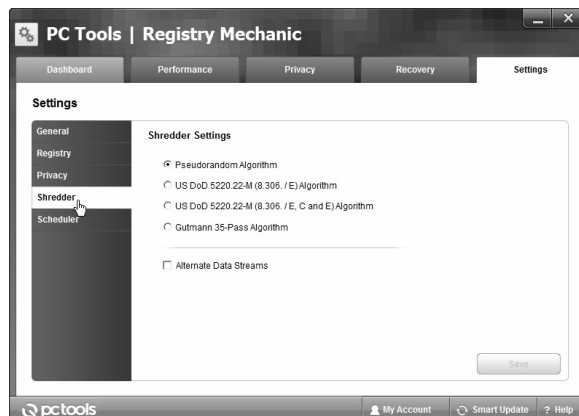 PC Tools | Registry Mechanic
Dashboard Performance Privacy Recovery Settings
Settings
General
Registry
Privacy
Shredder
Scheduler
Shredder Settings
Pseudorandom Algorithm
US DoD 5220.22-M (8.306. / E) Algorithm
US DoD 5220.22-M (8.306. / E, C and E) Algorithm
Gutmann 35-Pass Algorithm
Alternate Data Streams
Save
pctools My Account Smart Update ? Help